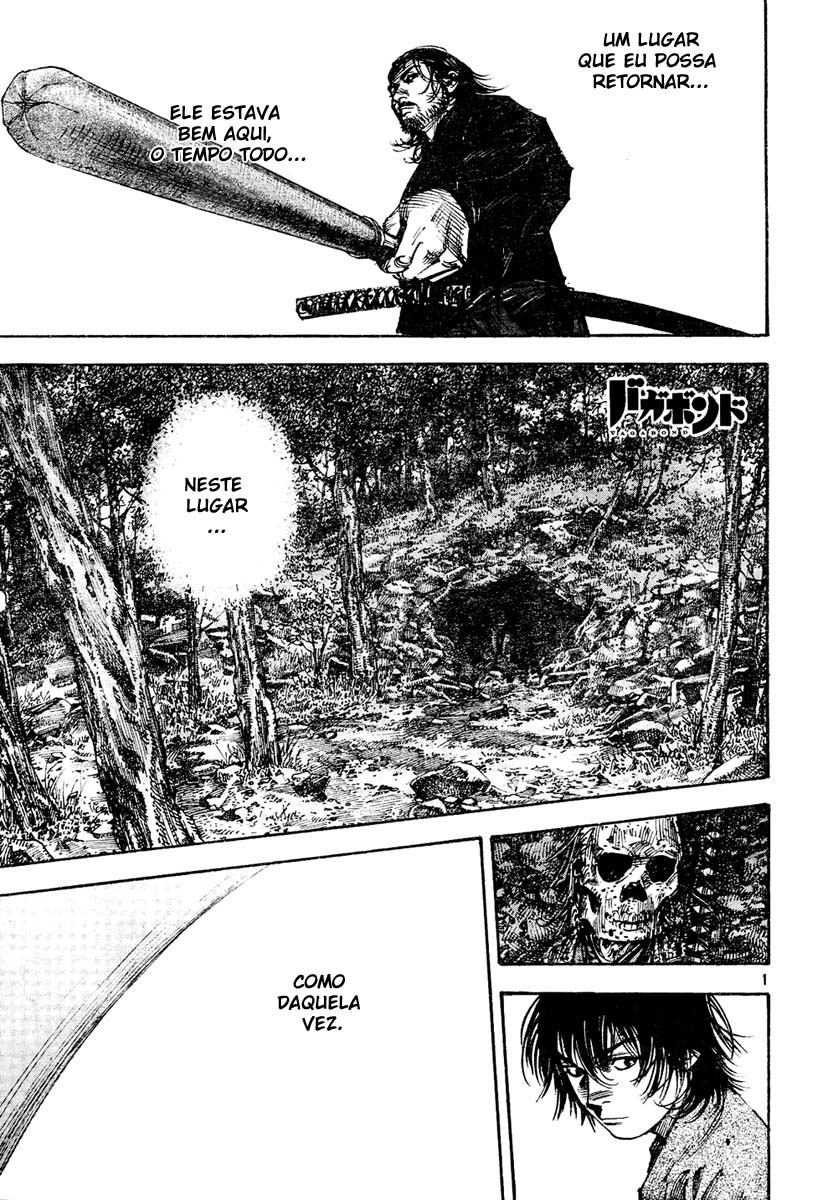 UM LUGAR
QUE EU POSSA
RETORNAR...
ELE ESTAVA
BEM AQUI,
O TEMPO TODO...
バガボンド
VAGABOND
NESTE
LUGAR
...
1
COMO
DAQUELA
VEZ.